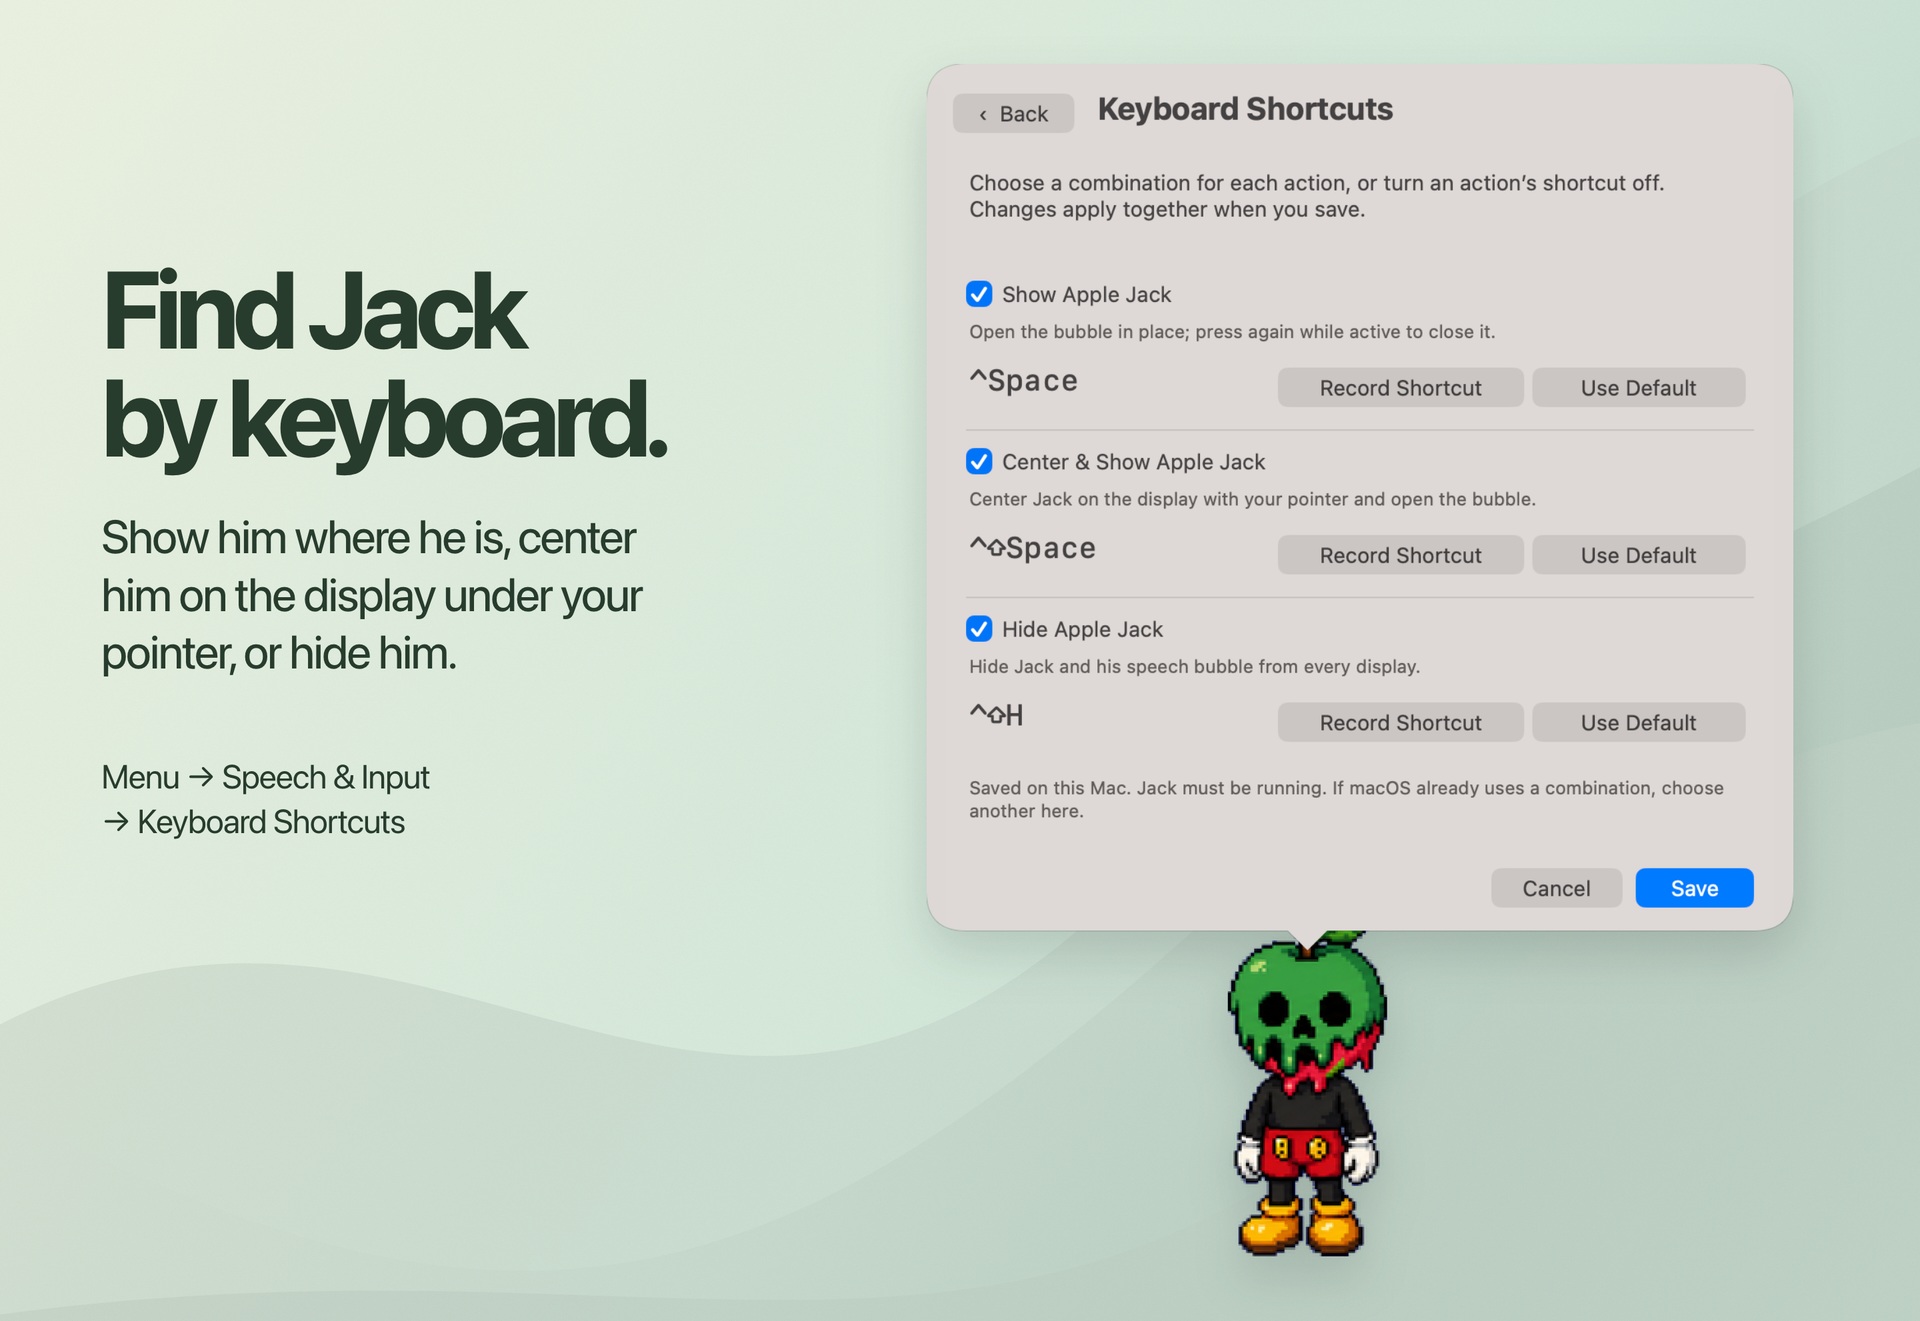 Find Jack
by keyboard.
Show him where he is, center
him on the display under your
pointer, or hide him.
Menu → Speech & Input
→ Keyboard Shortcuts
‹ Back
Keyboard Shortcuts
Choose a combination for each action, or turn an action’s shortcut off.
Changes apply together when you save.
Show Apple Jack
Open the bubble in place; press again while active to close it.
^Space
Record Shortcut
Use Default
Center & Show Apple Jack
Center Jack on the display with your pointer and open the bubble.
^⇧Space
Record Shortcut
Use Default
Hide Apple Jack
Hide Jack and his speech bubble from every display.
^⇧H
Record Shortcut
Use Default
Saved on this Mac. Jack must be running. If macOS already uses a combination, choose
another here.
Cancel
Save